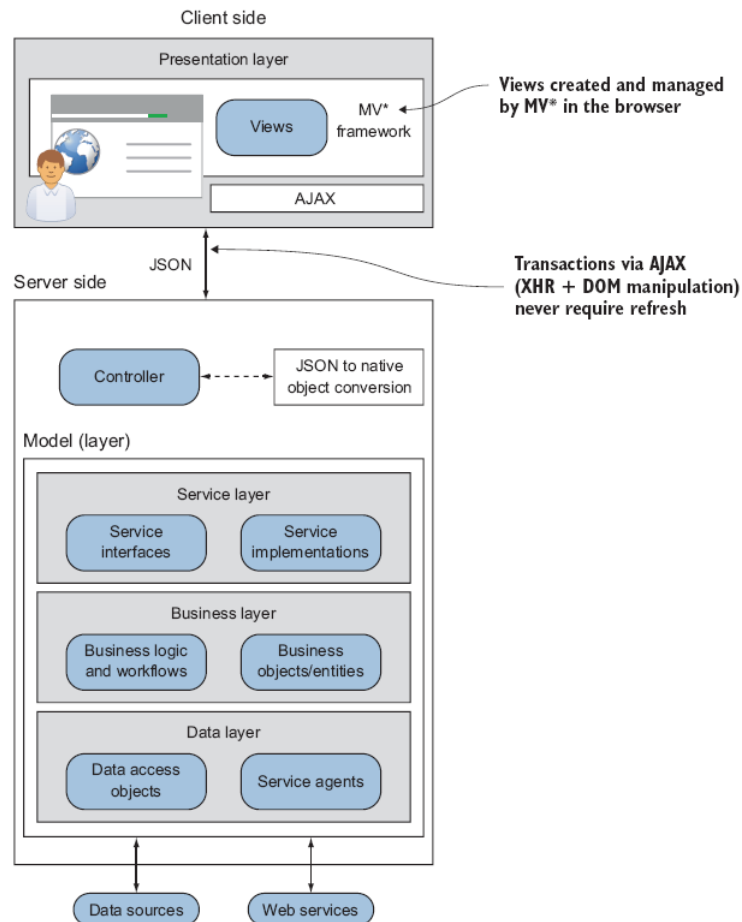 Client side
Presentation layer
Views
MV*
framework
AJAX
Views created and managed
by MV* in the browser
JSON
Transactions via AJAX
(XHR + DOM manipulation)
never require refresh
Server side
Controller
JSON to native
object conversion
Model (layer)
Service layer
Service
interfaces
Service
implementations
Business layer
Business logic
and workflows
Business
objects/entities
Data layer
Data access
objects
Service agents
Data sources
Web services